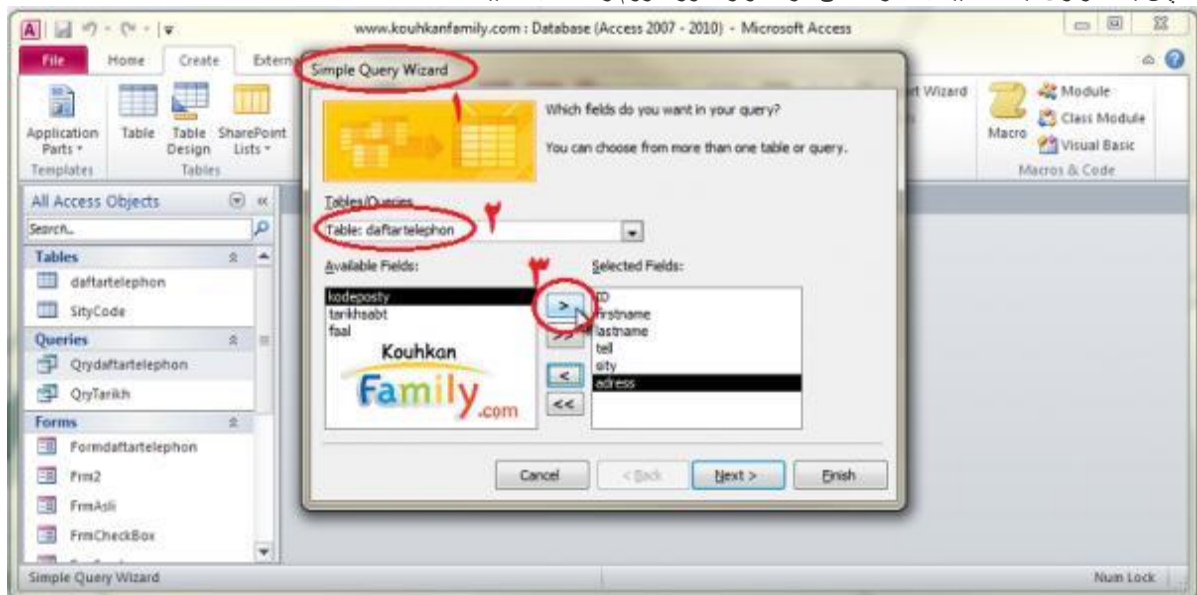 www.kouhkanfamily.com : Database (Access 2007 - 2010) - Microsoft Access
File Home Create
Application Parts
Table
Table Design
SharePoint Lists
Templates
Tables
Wizard
Macro
Module
Class Module
Visual Basic
Macros & Code
Simple Query Wizard
۱
Which fields do you want in your query?
You can choose from more than one table or query.
Tables/Queries
Table: daftartelephon
۲
Available Fields:
۳
Selected Fields:
kodeposty
tarikhsabt
faal
>
>>
<
<<
ID
firstname
lastname
tell
sity
adress
Kouhkan
Family.com
Cancel
< Back
Next >
Finish
All Access Objects
Search...
Tables
daftartelephon
SityCode
Queries
Qrydaftartelephon
QryTarikh
Forms
Formdaftartelephon
Frm2
FrmAsli
FrmCheckBox
Simple Query Wizard
Num Lock